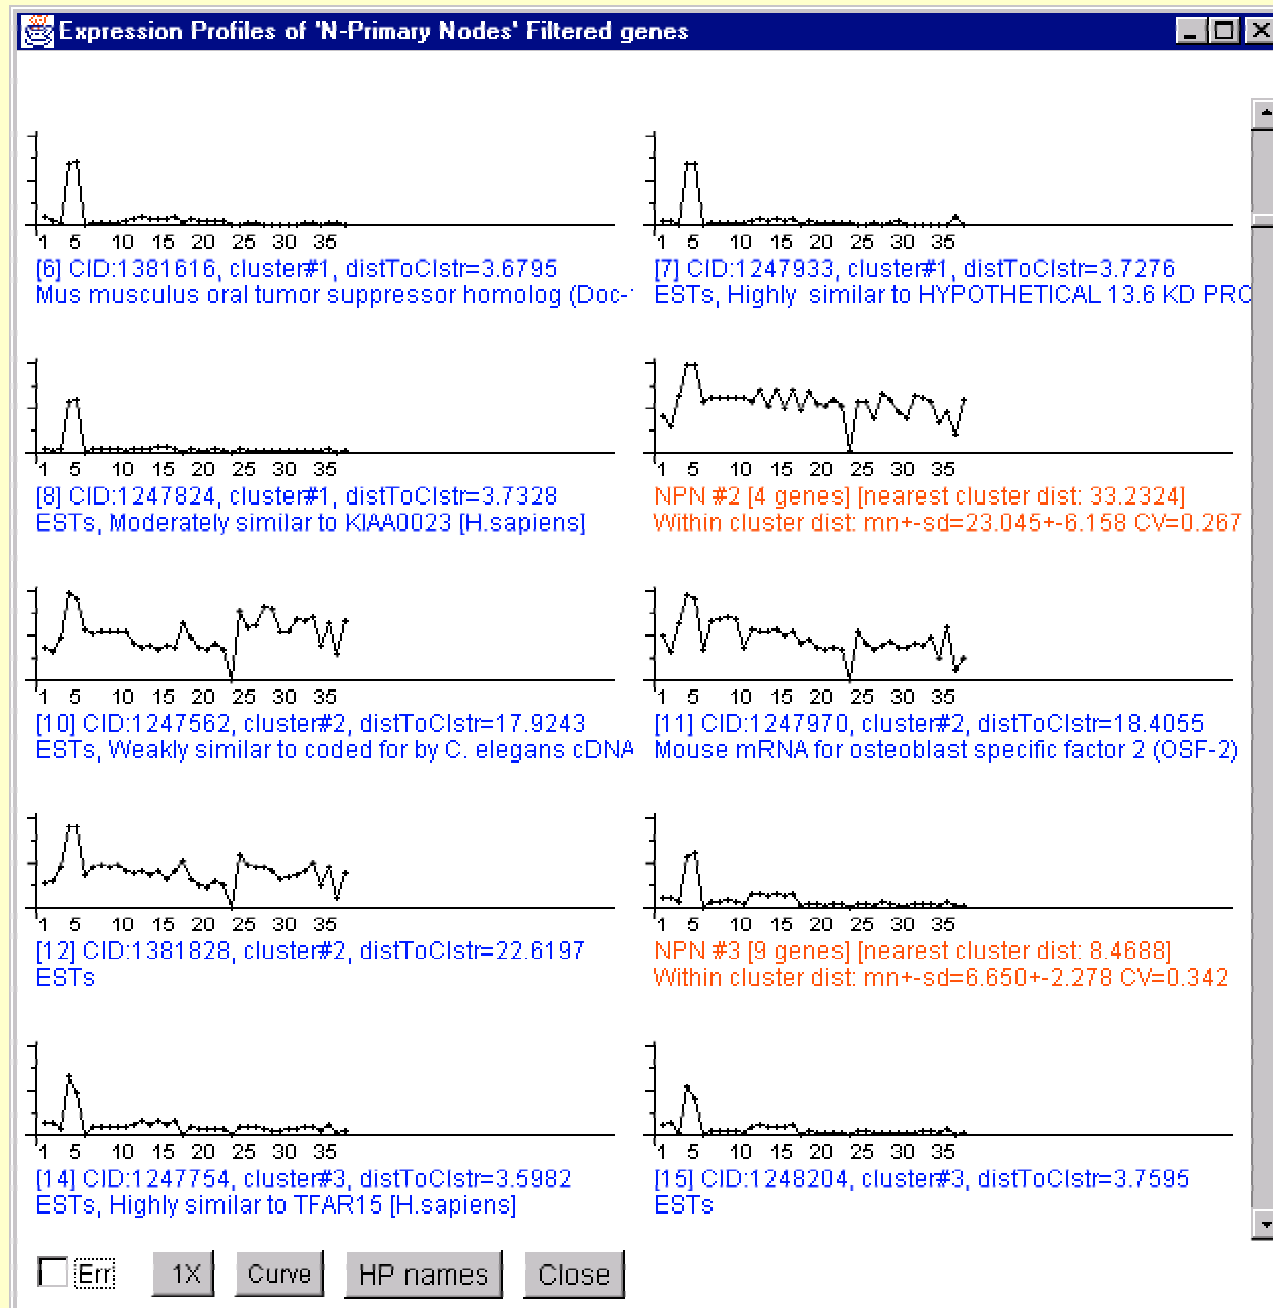 Expression Profiles of 'N-Primary Nodes' Filtered genes
1 5 10 15 20 25 30 35
[6] CID:1381616, cluster#1, distToClstr=3.6795
Mus musculus oral tumor suppressor homolog (Doc-
1 5 10 15 20 25 30 35
[7] CID:1247933, cluster#1, distToClstr=3.7276
ESTs, Highly similar to HYPOTHETICAL 13.6 KD PRO
1 5 10 15 20 25 30 35
[8] CID:1247824, cluster#1, distToClstr=3.7328
ESTs, Moderately similar to KIAA0023 [H.sapiens]
1 5 10 15 20 25 30 35
NPN #2 [4 genes] [nearest cluster dist: 33.2324]
Within cluster dist: mn+-sd=23.045+-6.158 CV=0.267
1 5 10 15 20 25 30 35
[10] CID:1247562, cluster#2, distToClstr=17.9243
ESTs, Weakly similar to coded for by C. elegans cDNA
1 5 10 15 20 25 30 35
[11] CID:1247970, cluster#2, distToClstr=18.4055
Mouse mRNA for osteoblast specific factor 2 (OSF-2)
1 5 10 15 20 25 30 35
[12] CID:1381828, cluster#2, distToClstr=22.6197
ESTs
1 5 10 15 20 25 30 35
NPN #3 [9 genes] [nearest cluster dist: 8.4688]
Within cluster dist: mn+-sd=6.650+-2.278 CV=0.342
1 5 10 15 20 25 30 35
[14] CID:1247754, cluster#3, distToClstr=3.5982
ESTs, Highly similar to TFAR15 [H.sapiens]
1 5 10 15 20 25 30 35
[15] CID:1248204, cluster#3, distToClstr=3.7595
ESTs
Err 1X Curve HP names Close